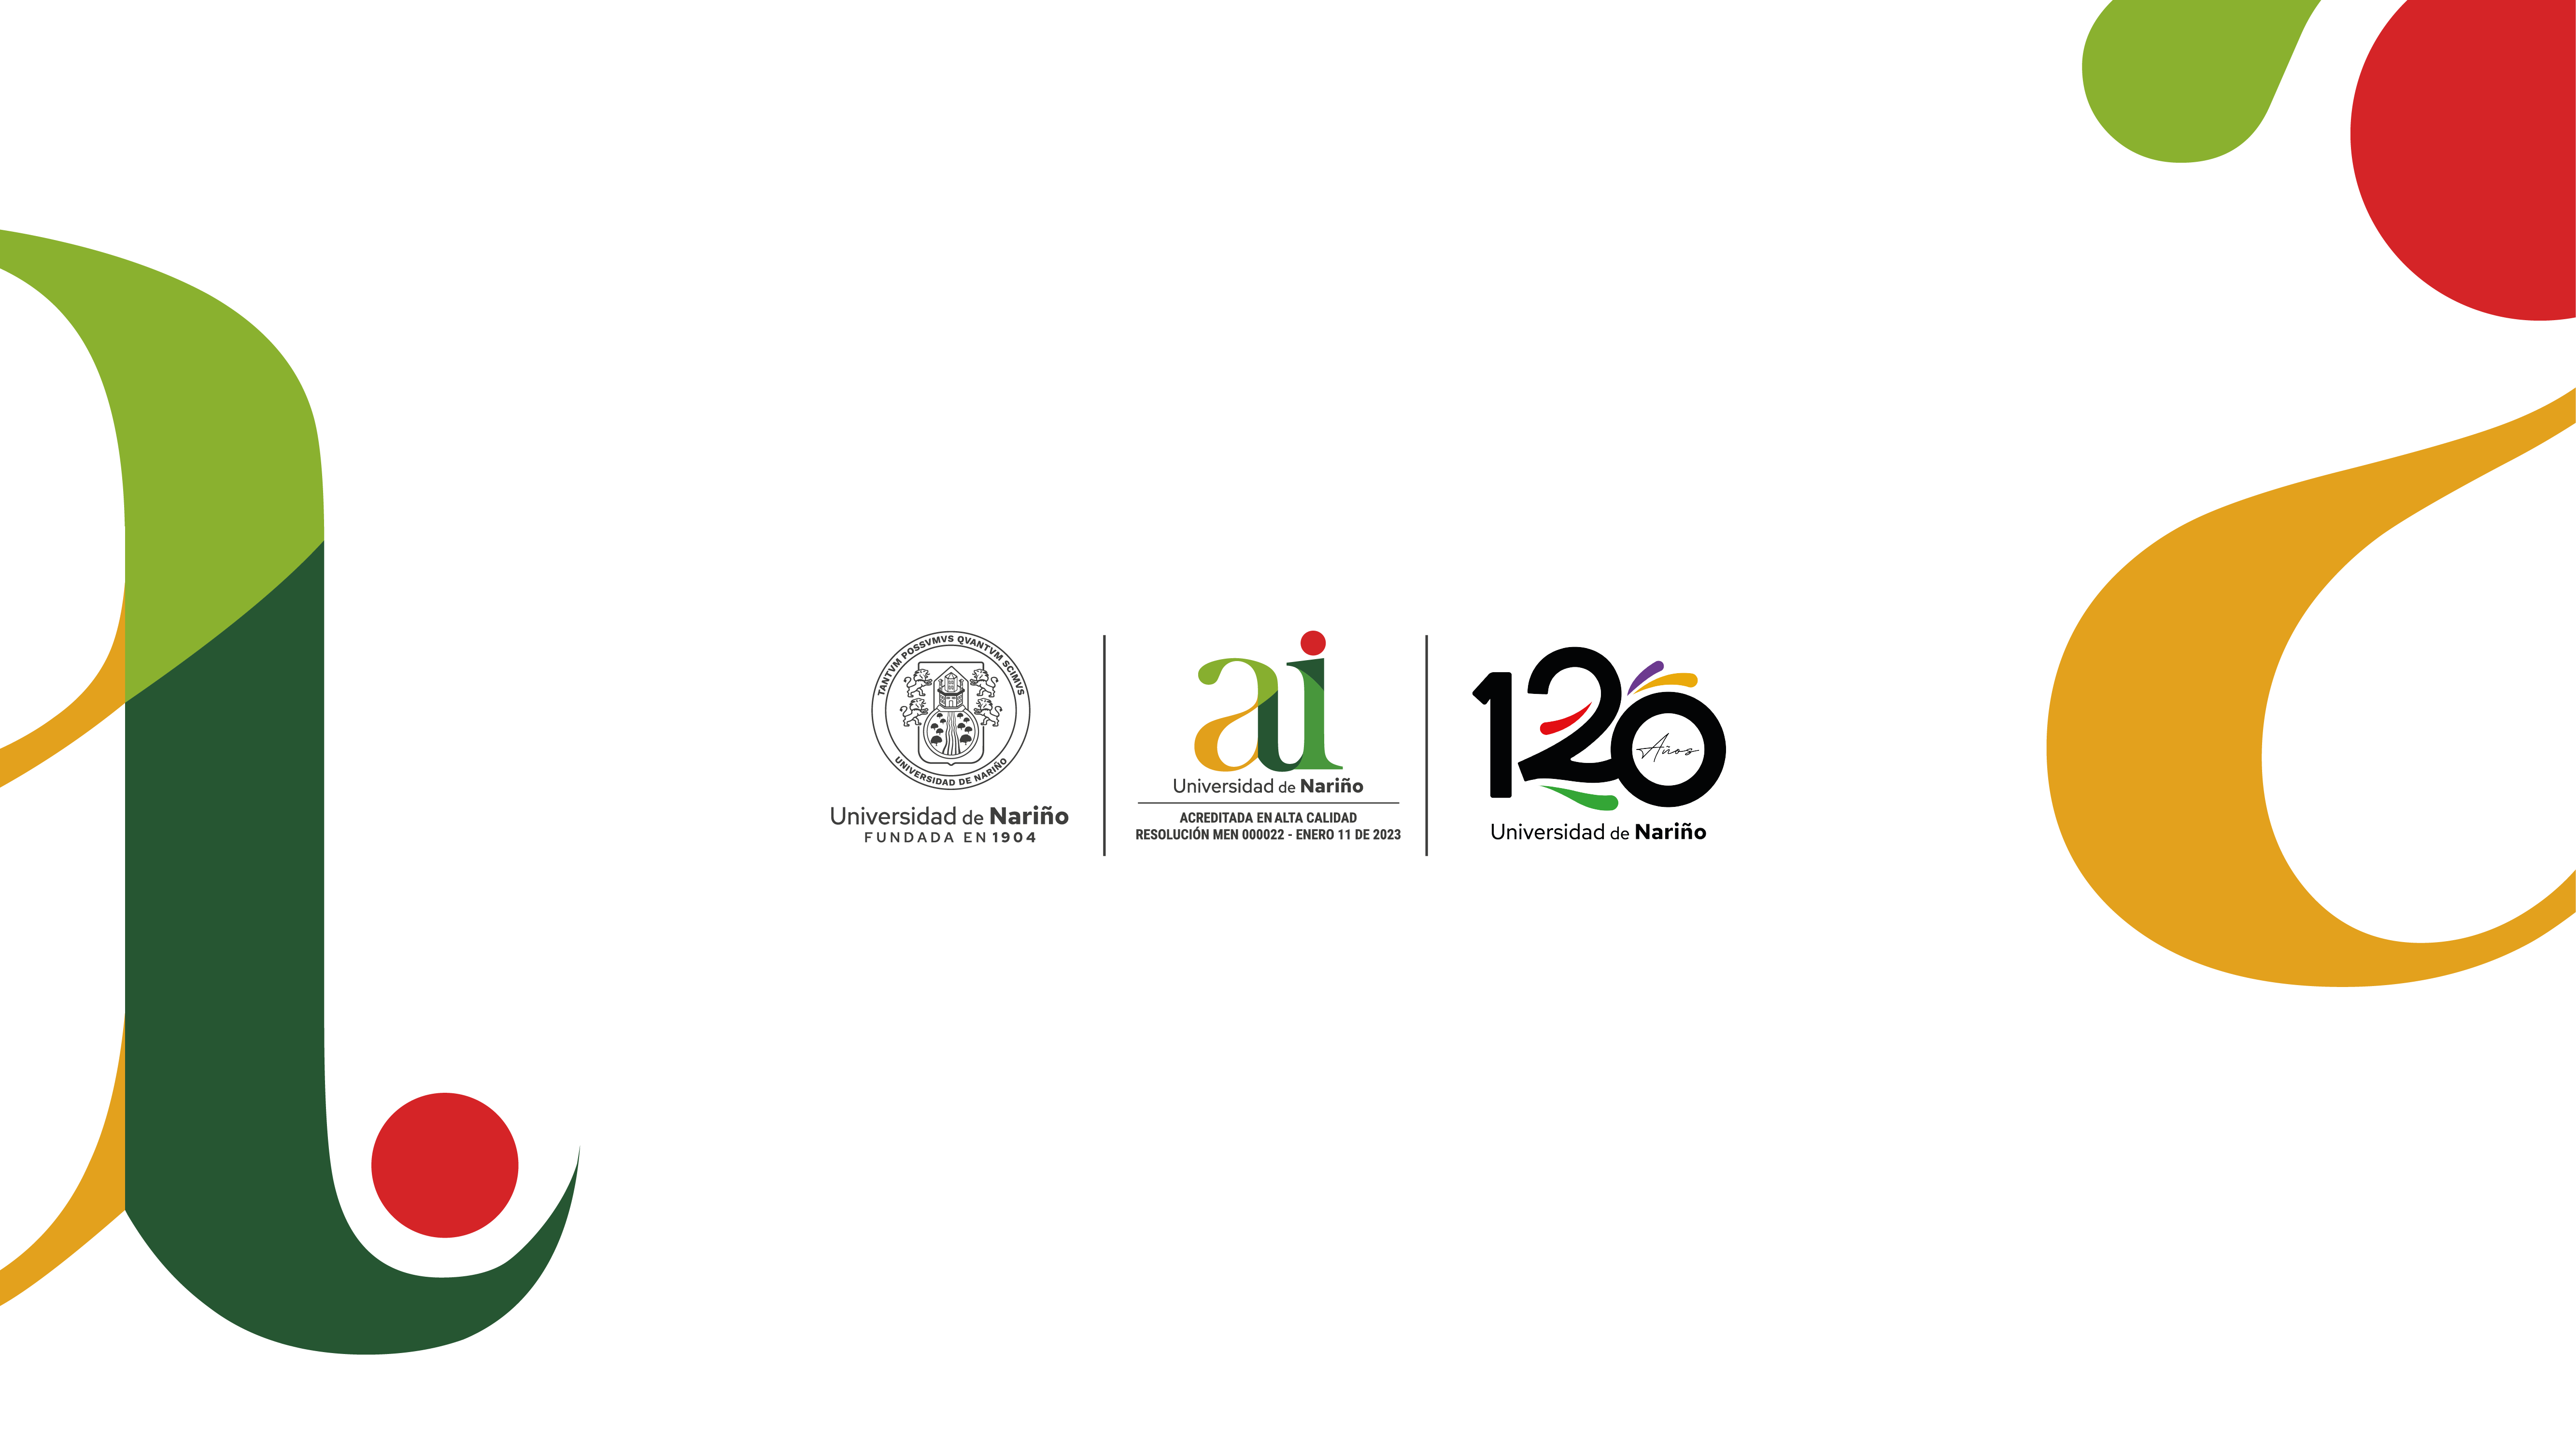 TANTVM POSSVMVS QVANTVM SCIMVS
UNIVERSIDAD DE NARIÑO
Universidad de Nariño
FUNDADA EN 1904
ai
Universidad de Nariño
ACREDITADA EN ALTA CALIDAD
RESOLUCIÓN MEN 000022 - ENERO 11 DE 2023
120
Años
Universidad de Nariño